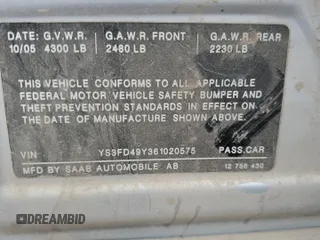 DATE: G.V.W.R. G.A.W.R. FRONT G.A.W.R. REAR
10/05 4300 LB 2460 LB 2230 LB
THIS VEHICLE CONFORMS TO ALL APPLICABLE
FEDERAL MOTOR VEHICLE SAFETY, BUMPER, AND
THEFT PREVENTION STANDARDS IN EFFECT ON THE
DATE OF MANUFACTURE SHOWN ABOVE.
VIN YS3FD49Y361020575 PASS.CAR
MFD BY SAAB AUTOMOBILE AB 12 758 430
DREAMBID